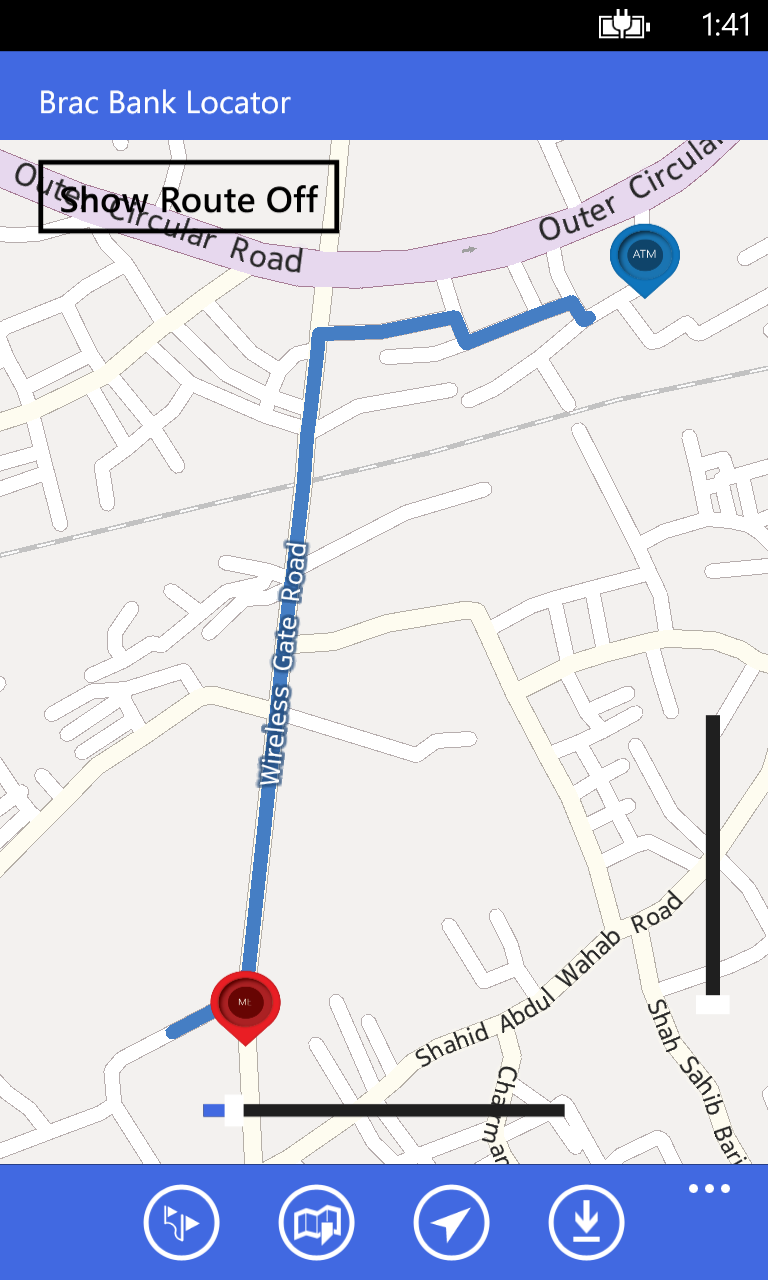 1:41
Brac Bank Locator
Show Route Off
Outer Circular Road
Outer Circular
ATM
Wireless Gate Road
Shahid Abdul Wahab Road
Shah Sahib Bari